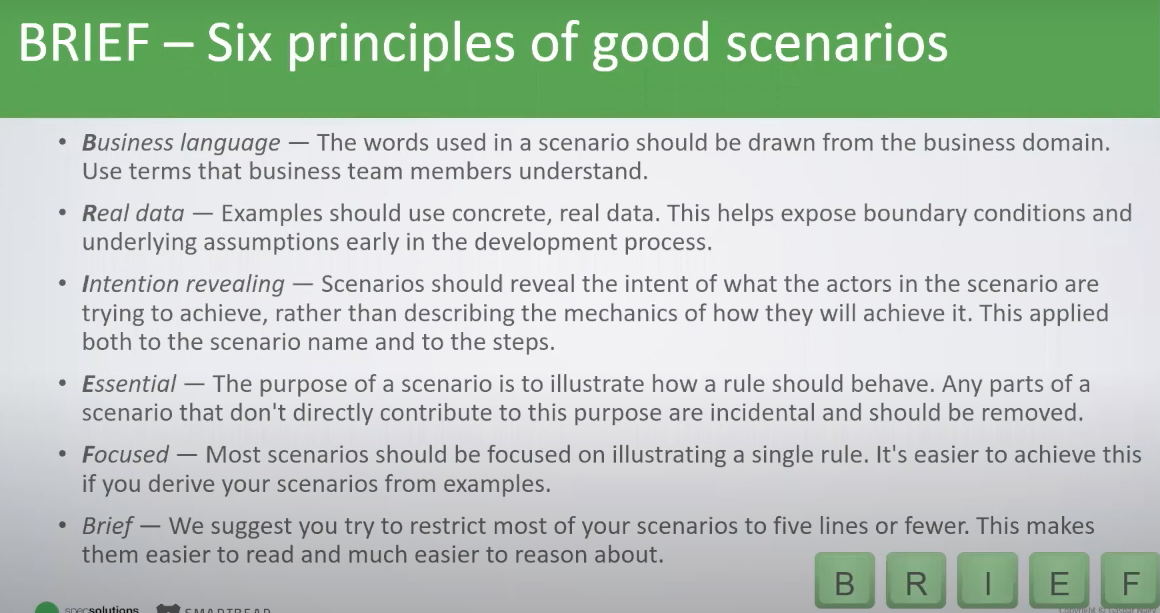 BRIEF – Six principles of good scenarios
• Business language — The words used in a scenario should be drawn from the business domain.
Use terms that business team members understand.
• Real data — Examples should use concrete, real data. This helps expose boundary conditions and
underlying assumptions early in the development process.
• Intention revealing — Scenarios should reveal the intent of what the actors in the scenario are
trying to achieve, rather than describing the mechanics of how they will achieve it. This applied
both to the scenario name and to the steps.
• Essential — The purpose of a scenario is to illustrate how a rule should behave. Any parts of a
scenario that don't directly contribute to this purpose are incidental and should be removed.
• Focused — Most scenarios should be focused on illustrating a single rule. It's easier to achieve this
if you derive your scenarios from examples.
• Brief — We suggest you try to restrict most of your scenarios to five lines or fewer. This makes
them easier to read and much easier to reason about.
B R I E F
specsolutions SMARTBEAR